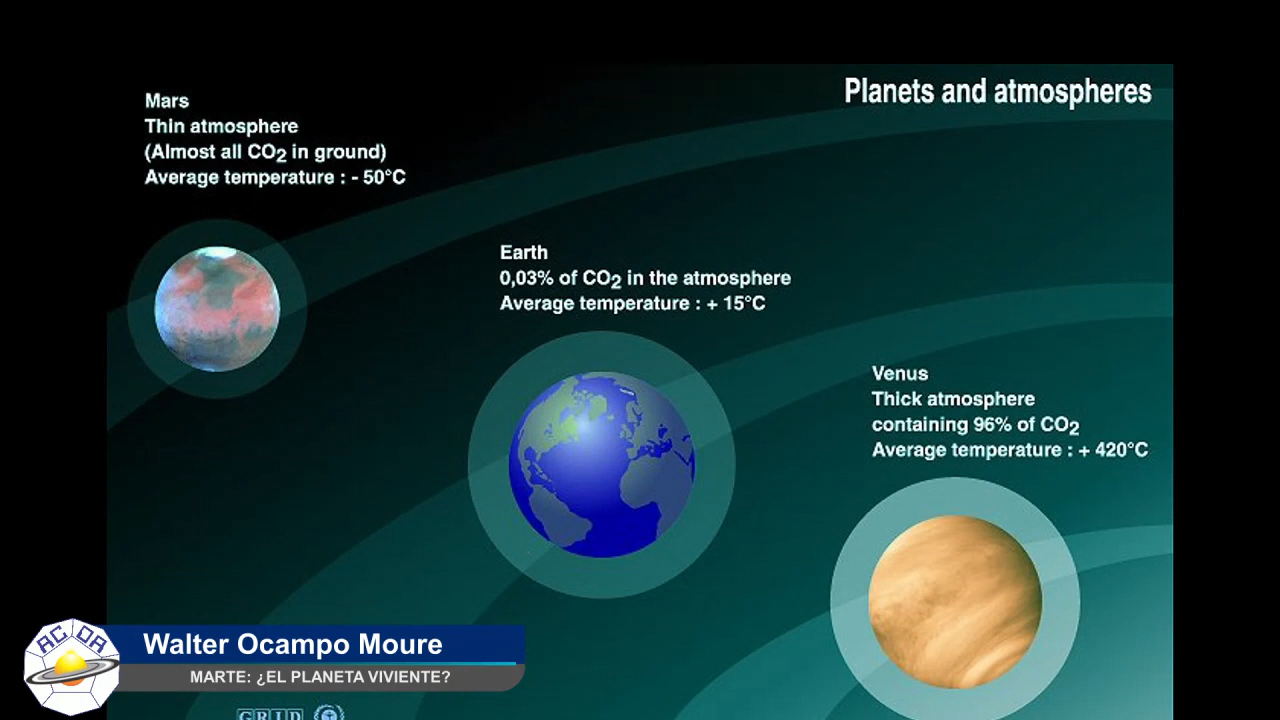 Planets and atmospheres
Mars
Thin atmosphere
(Almost all CO₂ in ground)
Average temperature : - 50°C
Earth
0,03% of CO₂ in the atmosphere
Average temperature : + 15°C
Venus
Thick atmosphere
containing 96% of CO₂
Average temperature : + 420°C
ACDA
Walter Ocampo Moure
MARTE: ¿EL PLANETA VIVIENTE?
GRID